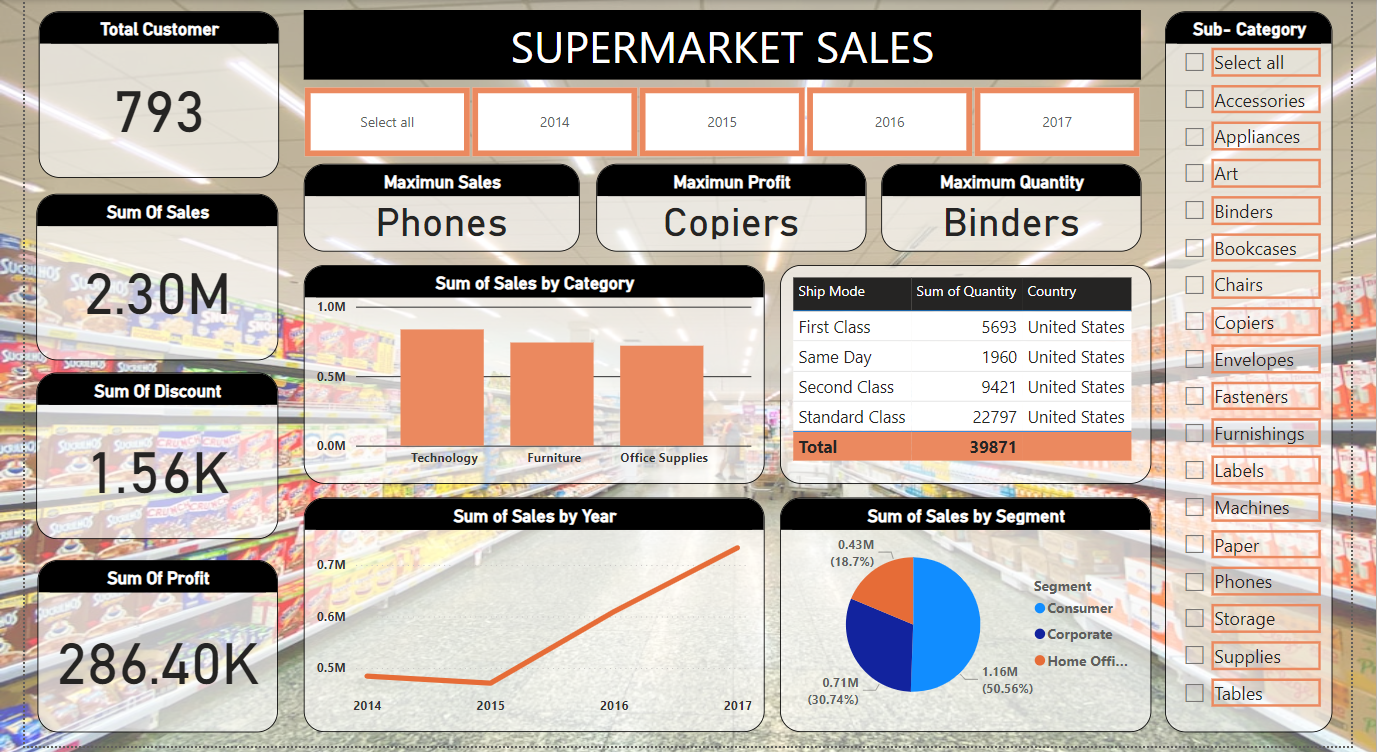 Total Customer
793
Sum Of Sales
2.30M
Sum Of Discount
1.56K
Sum Of Profit
286.40K
SUPERMARKET SALES
Select all 2014 2015 2016 2017
Maximun Sales
Phones
Maximun Profit
Copiers
Maximum Quantity
Binders
Sum of Sales by Category
1.0M
0.5M
0.0M
Technology Furniture Office Supplies
Ship Mode Sum of Quantity Country
First Class 5693 United States
Same Day 1960 United States
Second Class 9421 United States
Standard Class 22797 United States
Total 39871
Sum of Sales by Year
0.7M
0.6M
0.5M
2014 2015 2016 2017
Sum of Sales by Segment
0.43M
(18.7%)
0.71M
(30.74%)
1.16M
(50.56%)
Segment
Consumer
Corporate
Home Offi...
Sub- Category
Select all
Accessories
Appliances
Art
Binders
Bookcases
Chairs
Copiers
Envelopes
Fasteners
Furnishings
Labels
Machines
Paper
Phones
Storage
Supplies
Tables